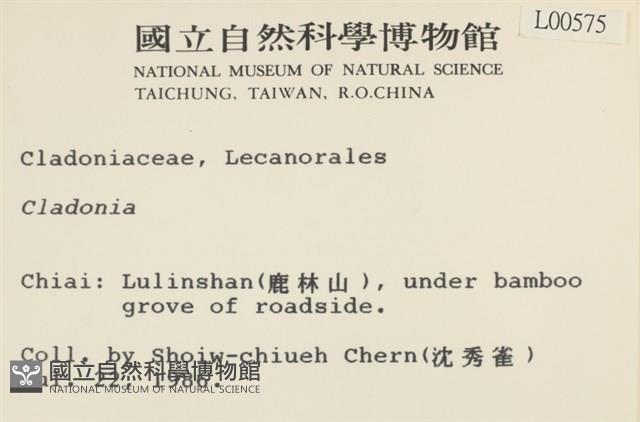 L00575
國立自然科學博物館
NATIONAL MUSEUM OF NATURAL SCIENCE
TAICHUNG, TAIWAN, R.O.CHINA
Cladoniaceae, Lecanorales
Cladonia
Chiai: Lulinshan(鹿林山), under bamboo
grove of roadside.
Coll. by Shoiw-chiueh Chern(沈秀雀)
22, 1986.
國立自然科學博物館
NATIONAL MUSEUM OF NATURAL SCIENCE